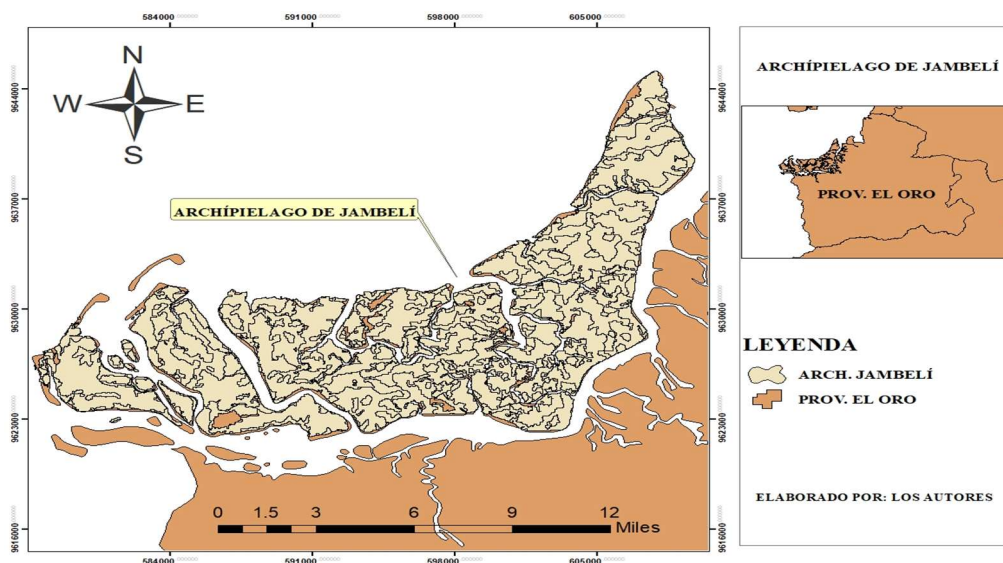 584000 591000 598000 605000
N
W E
S
ARCHÍPIELAGO DE JAMBELÍ
9644000 9644000
9637000 9637000
9630000 9630000
9623000 9623000
9616000 9616000
0 1.5 3 6 9 12
Miles
584000 591000 598000 605000
ARCHÍPIELAGO DE JAMBELÍ
PROV. EL ORO
LEYENDA
ARCH. JAMBELÍ
PROV. EL ORO
ELABORADO POR: LOS AUTORES